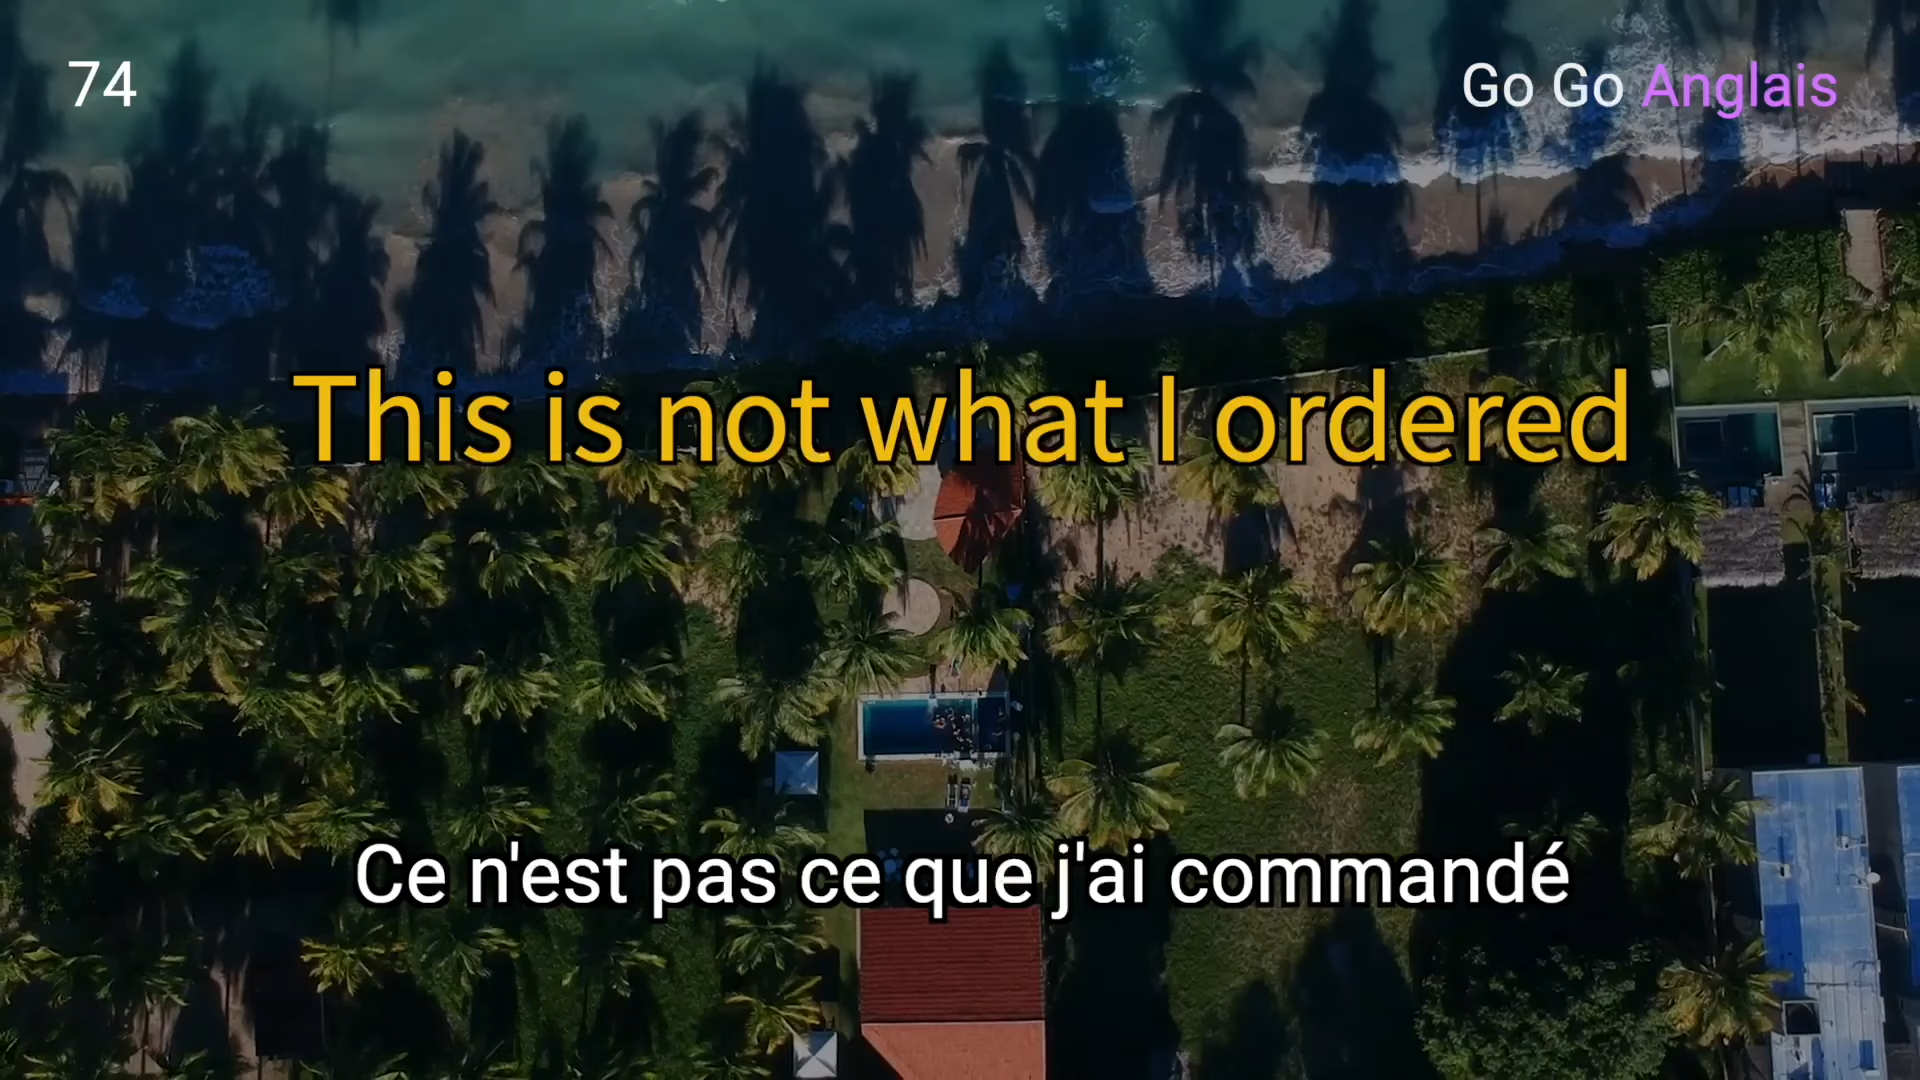 74
Go Go Anglais
This is not what I ordered
Ce n'est pas ce que j'ai commandé